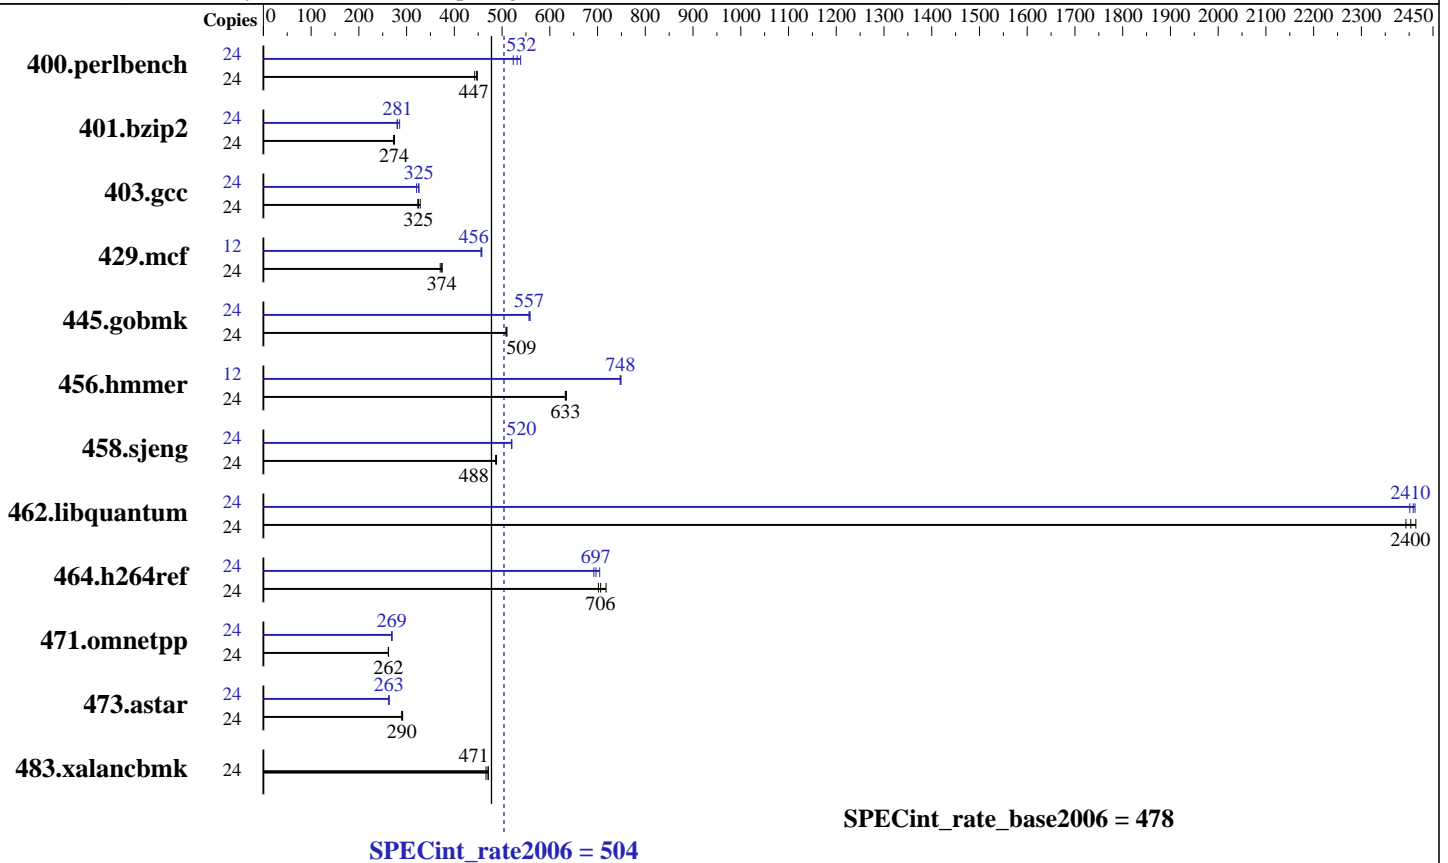 Copies 0 100 200 300 400 500 600 700 800 900 1000 1100 1200 1300 1400 1500 1600 1700 1800 1900 2000 2100 2200 2300 2450
400.perlbench 24 532
24 447
401.bzip2 24 281
24 274
403.gcc 24 325
24 325
429.mcf 12 456
24 374
445.gobmk 24 557
24 509
456.hmmer 12 748
24 633
458.sjeng 24 520
24 488
462.libquantum 24 2410
24 2400
464.h264ref 24 697
24 706
471.omnetpp 24 269
24 262
473.astar 24 263
24 290
483.xalancbmk 24 471
SPECint_rate_base2006 = 478
SPECint_rate2006 = 504